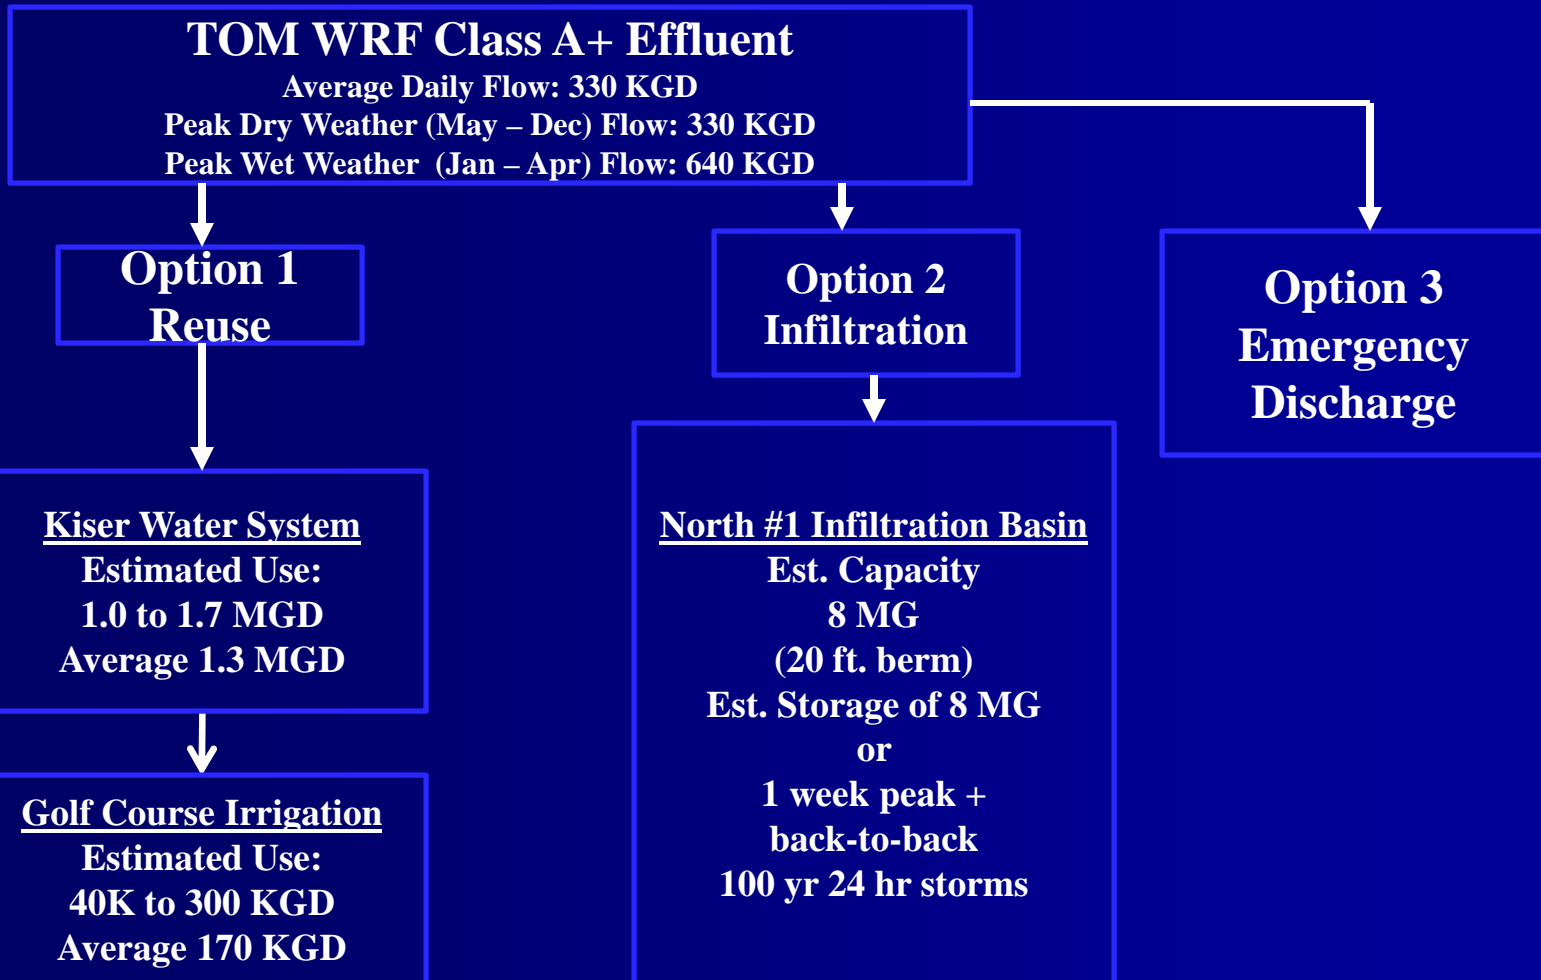 TOM WRF Class A+ Effluent
Average Daily Flow: 330 KGD
Peak Dry Weather (May – Dec) Flow: 330 KGD
Peak Wet Weather  (Jan – Apr) Flow: 640 KGD
Option 1
Reuse
Option 2
Infiltration
Option 3
Emergency
Discharge
Kiser Water System
Estimated Use:
1.0 to 1.7 MGD
Average 1.3 MGD
North #1 Infiltration Basin
Est. Capacity
8 MG
(20 ft. berm)
Est. Storage of 8 MG
or
1 week peak +
back-to-back
100 yr 24 hr storms
Golf Course Irrigation
Estimated Use:
40K to 300 KGD
Average 170 KGD